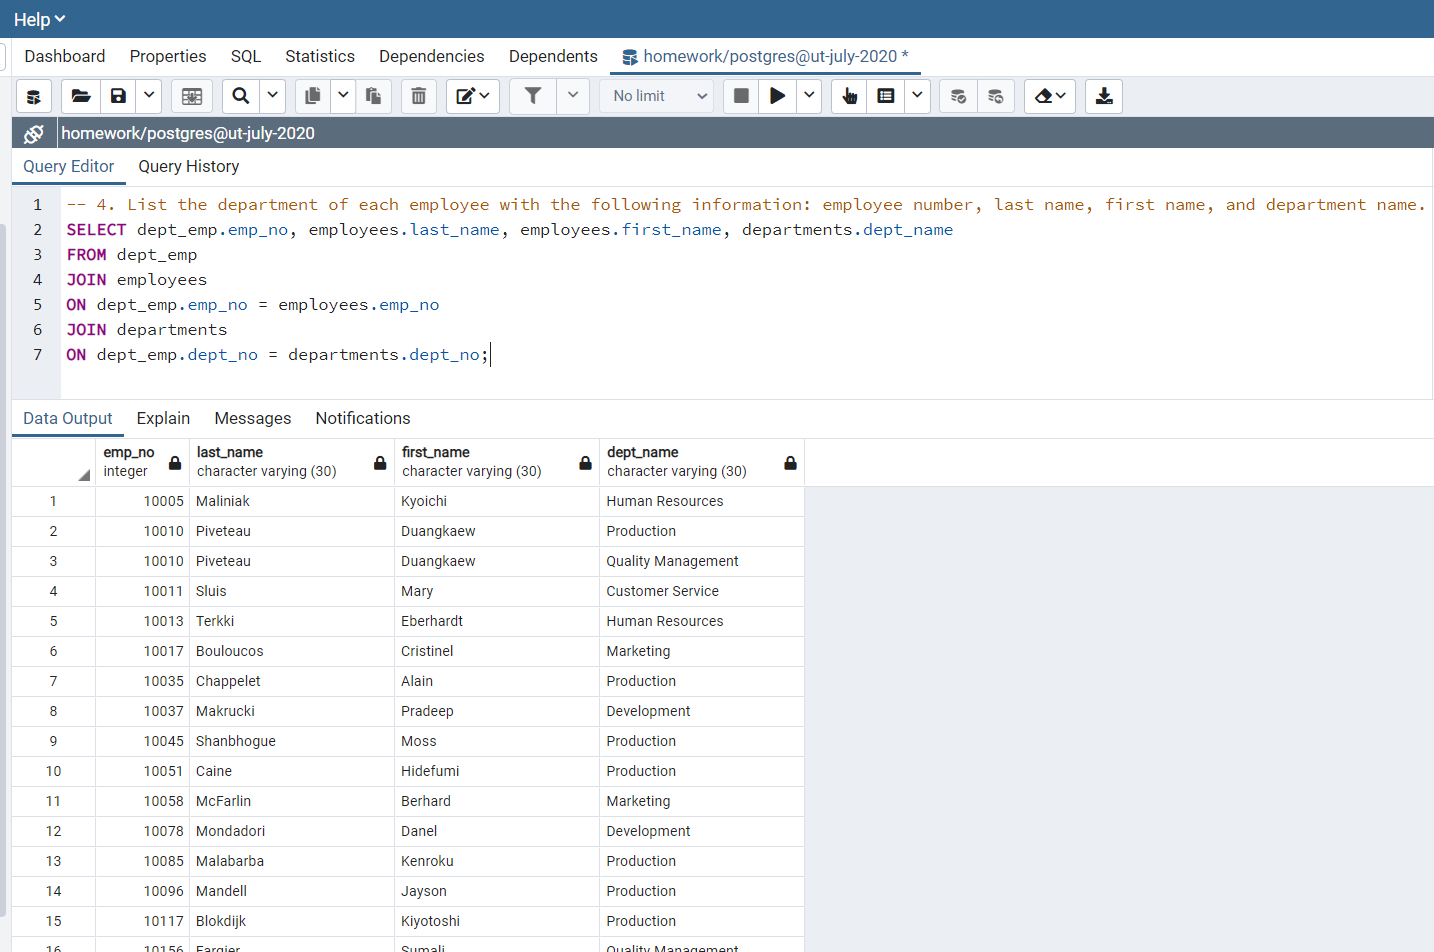 Help
Dashboard Properties SQL Statistics Dependencies Dependents homework/postgres@ut-july-2020 *
No limit
homework/postgres@ut-july-2020
Query Editor Query History
1 -- 4. List the department of each employee with the following information: employee number, last name, first name, and department name.
2 SELECT dept_emp.emp_no, employees.last_name, employees.first_name, departments.dept_name
3 FROM dept_emp
4 JOIN employees
5 ON dept_emp.emp_no = employees.emp_no
6 JOIN departments
7 ON dept_emp.dept_no = departments.dept_no;
Data Output Explain Messages Notifications
emp_no last_name first_name dept_name
integer character varying (30) character varying (30) character varying (30)
1 10005 Maliniak Kyoichi Human Resources
2 10010 Piveteau Duangkaew Production
3 10010 Piveteau Duangkaew Quality Management
4 10011 Sluis Mary Customer Service
5 10013 Terkki Eberhardt Human Resources
6 10017 Bouloucos Cristinel Marketing
7 10035 Chappelet Alain Production
8 10037 Makrucki Pradeep Development
9 10045 Shanbhogue Moss Production
10 10051 Caine Hidefumi Production
11 10058 McFarlin Berhard Marketing
12 10078 Mondadori Danel Development
13 10085 Malabarba Kenroku Production
14 10096 Mandell Jayson Production
15 10117 Blokdijk Kiyotoshi Production
16 10156 Fargier Sumali Quality Management